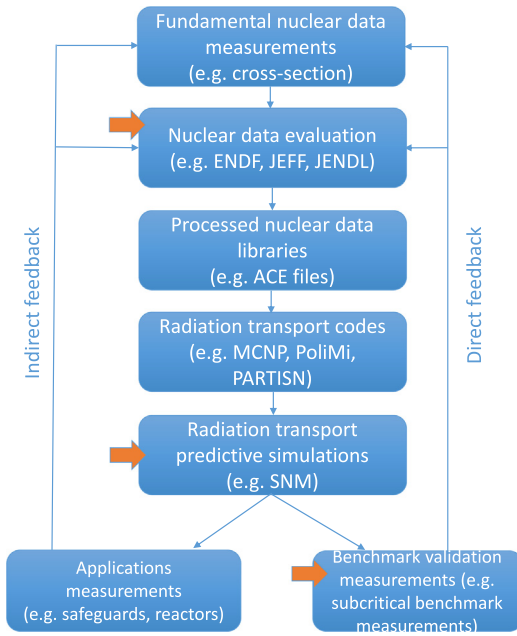 Fundamental nuclear data
measurements
(e.g. cross-section)
Nuclear data evaluation
(e.g. ENDF, JEFF, JENDL)
Processed nuclear data
libraries
(e.g. ACE files)
Indirect feedback
Direct feedback
Radiation transport codes
(e.g. MCNP, PoliMi,
PARTISN)
Radiation transport
predictive simulations
(e.g. SNM)
Applications
measurements
(e.g. safeguards, reactors)
Benchmark validation
measurements (e.g.
subcritical benchmark
measurements)